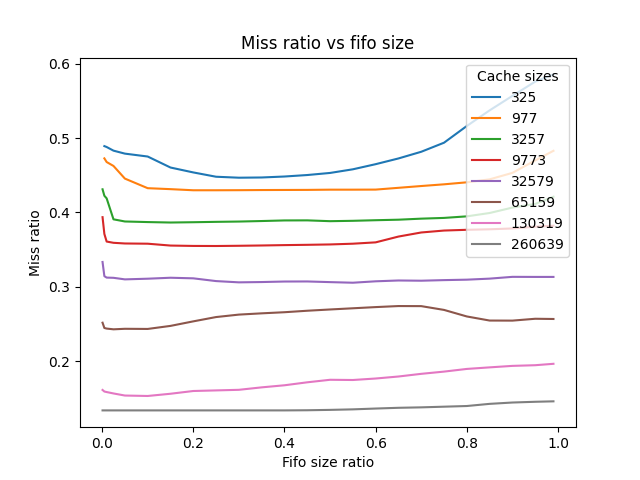 Miss ratio vs fifo size
Miss ratio
0.6
0.5
0.4
0.3
0.2
Cache sizes
325
977
3257
9773
32579
65159
130319
260639
0.0 0.2 0.4 0.6 0.8 1.0
Fifo size ratio